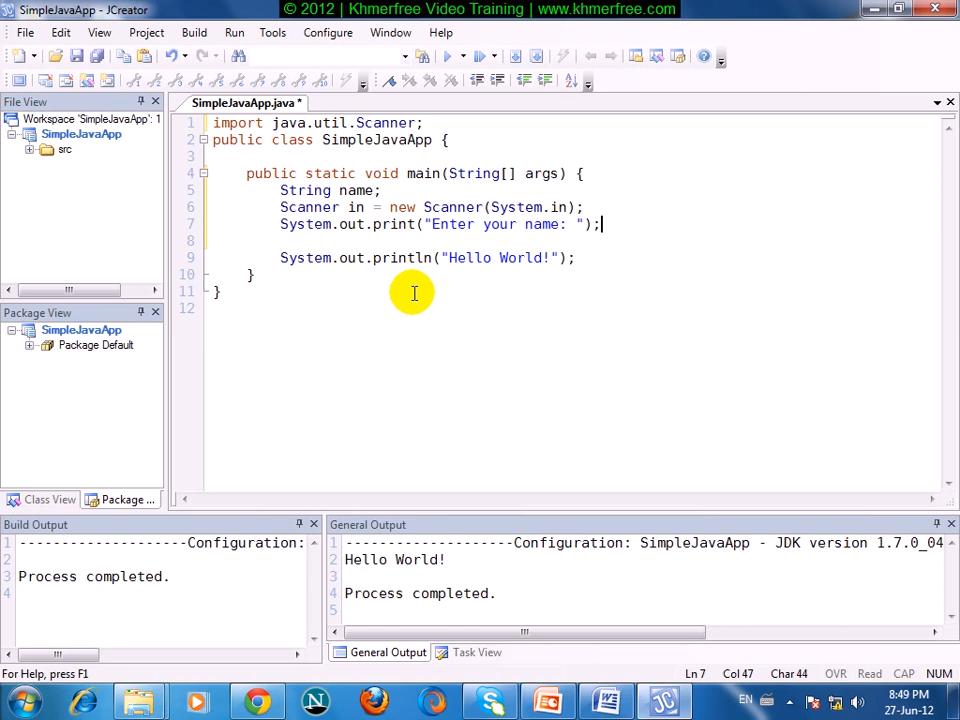 SimpleJavaApp - JCreator
© 2012 | Khmerfree Video Training | www.khmerfree.com
File Edit View Project Build Run Tools Configure Window Help
File View
SimpleJavaApp.java *
Workspace 'SimpleJavaApp': 1
SimpleJavaApp
src
1 import java.util.Scanner;
2 public class SimpleJavaApp {
3
4 public static void main(String[] args) {
5 String name;
6 Scanner in = new Scanner(System.in);
7 System.out.print("Enter your name: ");
8
9 System.out.println("Hello World!");
10 }
11 }
12
Package View
SimpleJavaApp
Package Default
Class View Package ...
Build Output
1 -------------------Configuration:
2
3 Process completed.
4
General Output
1 --------------------Configuration: SimpleJavaApp - JDK version 1.7.0_04
2 Hello World!
3
4 Process completed.
5
General Output Task View
For Help, press F1
Ln 7 Col 47 Char 44 OVR Read CAP NUM
EN
8:49 PM
27-Jun-12